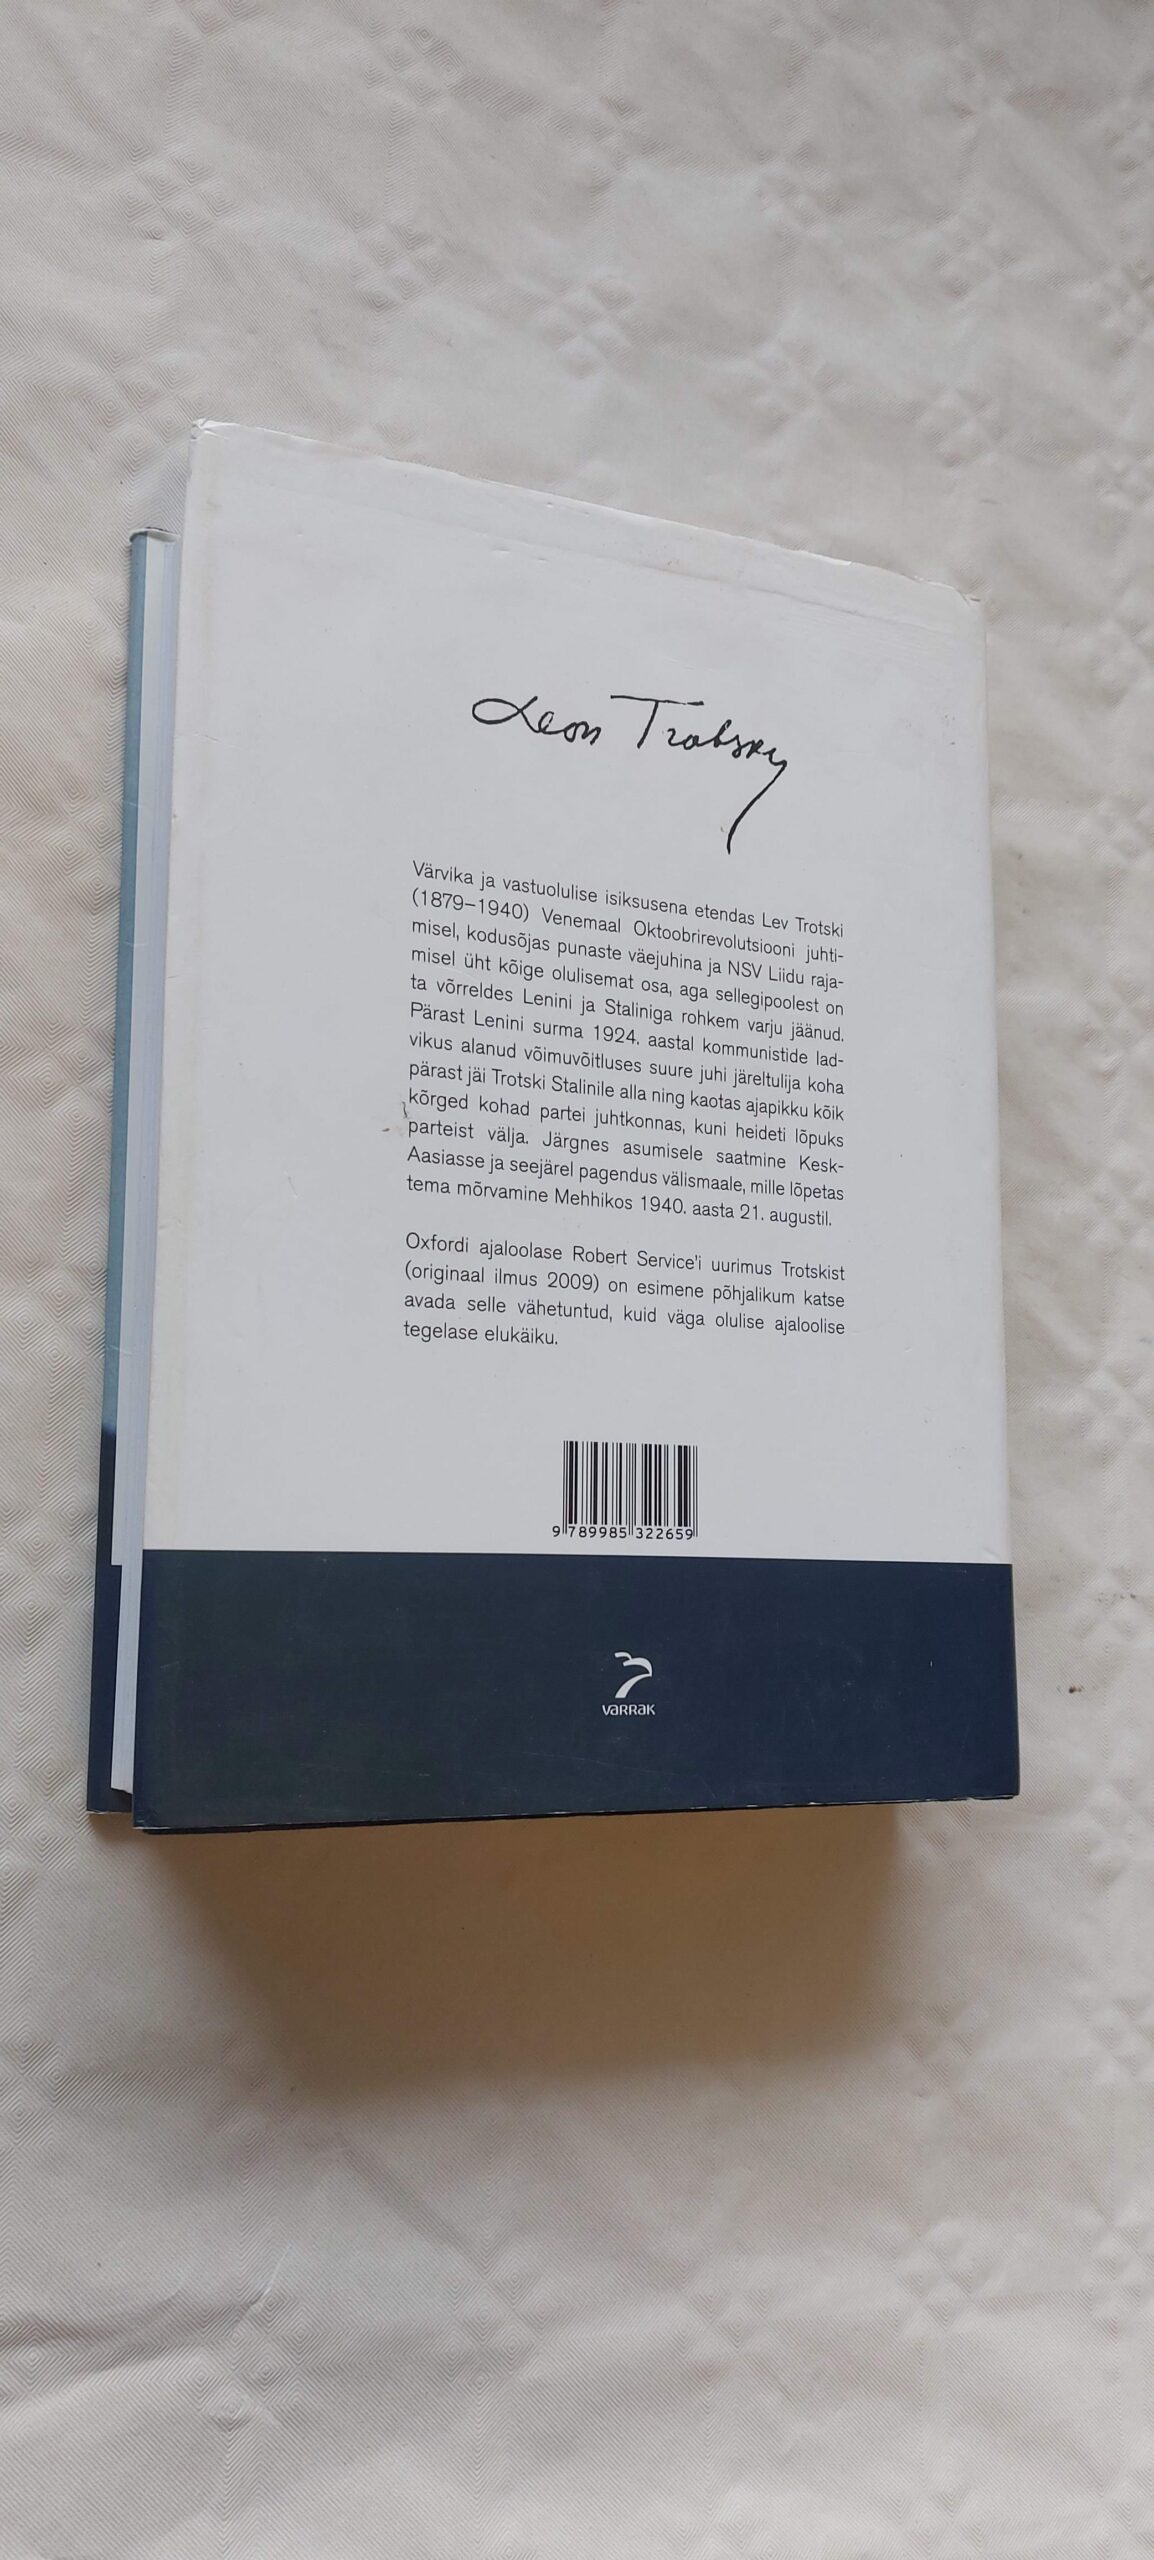 Leon Trotsky
Värvika ja vastuolulise isiksusena etendas Lev Trotski
(1879–1940) Venemaal Oktoobrirevolutsiooni juhti-
misel, kodusõjas punaste väejuhina ja NSV Liidu raja-
misel üht kõige olulisemat osa, aga sellegipoolest on
ta võrreldes Lenini ja Staliniga rohkem varju jäänud.
Pärast Lenini surma 1924. aastal kommunistide lad-
vikus alanud võimuvõitluses suure juhi järeltulija koha
pärast jäi Trotski Stalinile alla ning kaotas ajapikku kõik
kõrged kohad partei juhtkonnas, kuni heideti lõpuks
parteist välja. Järgnes asumisele saatmine Kesk-
Aasiasse ja seejärel pagendus välismaale, mille lõpetas
tema mõrvamine Mehhikos 1940. aasta 21. augustil.
Oxfordi ajaloolase Robert Service'i uurimus Trotskist
(originaal ilmus 2009) on esimene põhjalikum katse
avada selle vähetuntud, kuid väga olulise ajaloolise
tegelase elukäiku.
9 789985 322659
VARRAK